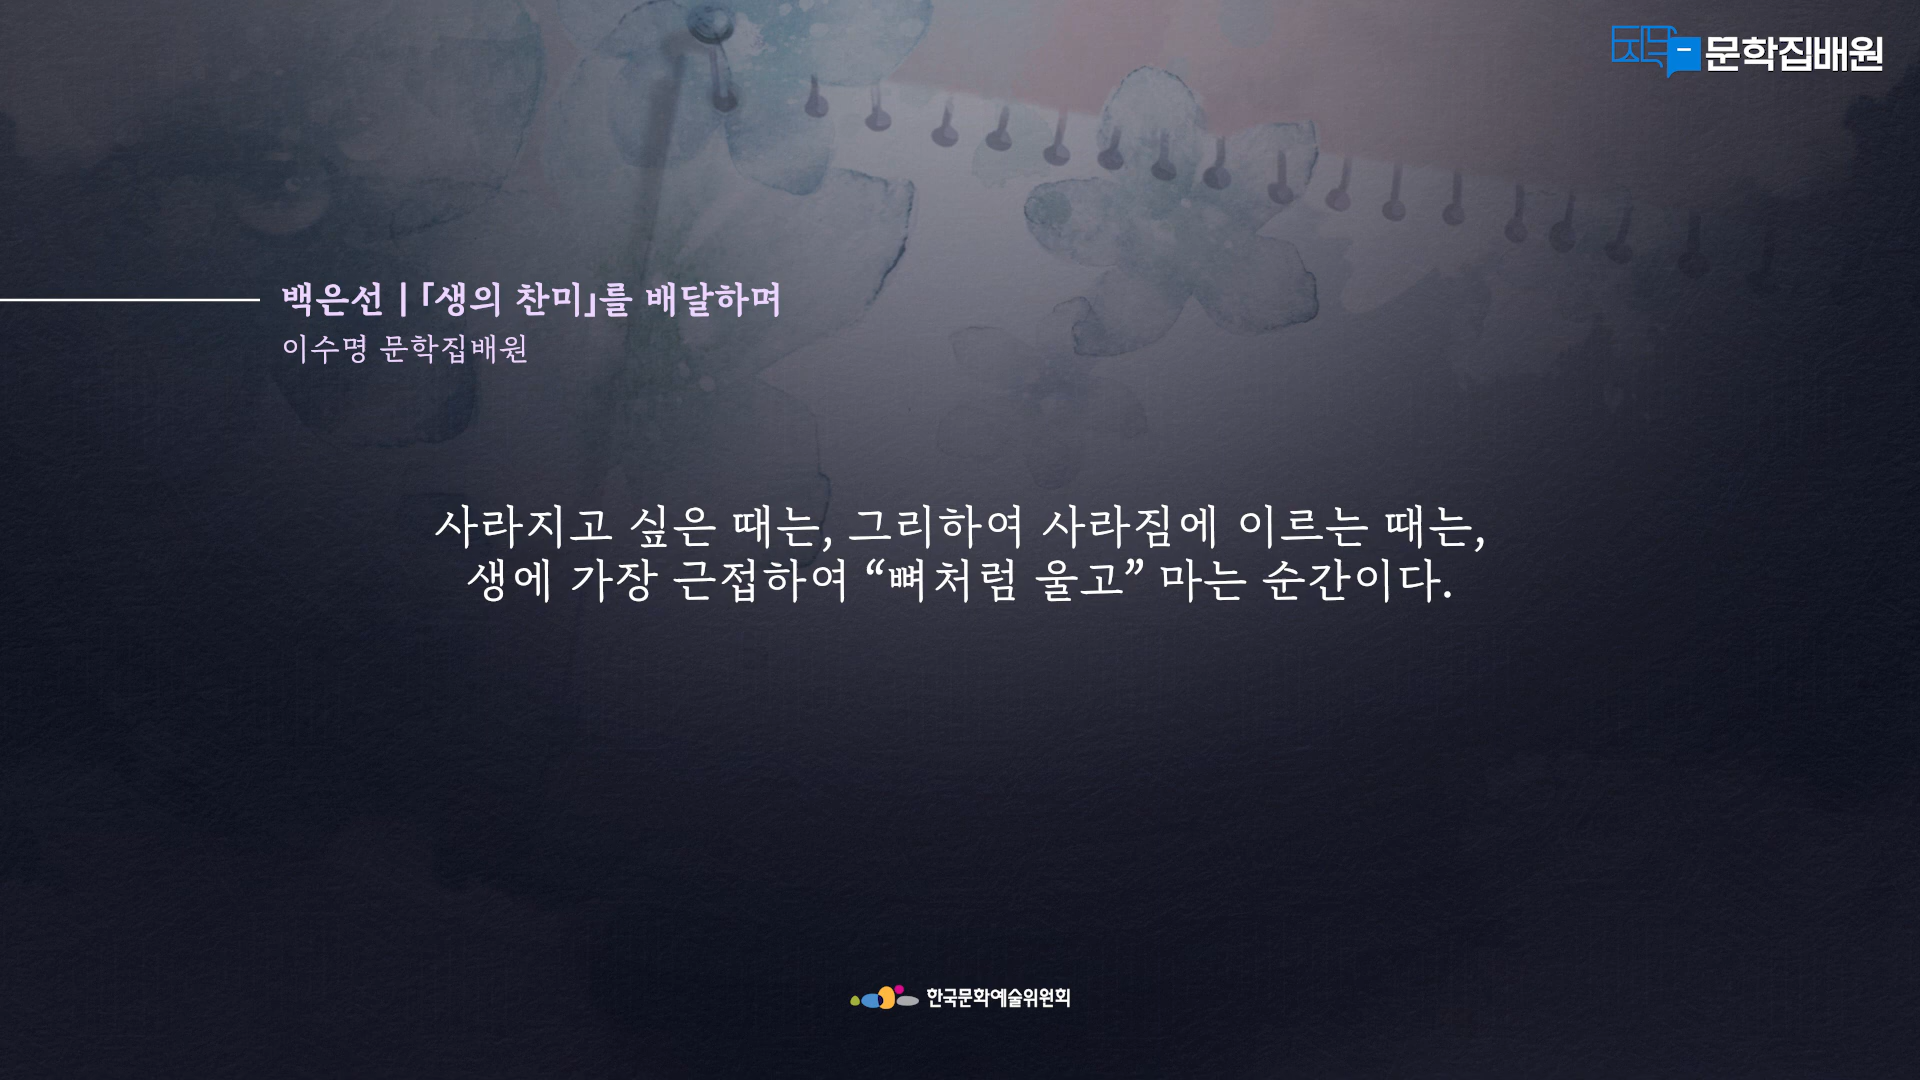 문학집배원
백은선 | 「생의 찬미」를 배달하며
이수명 문학집배원
사라지고 싶은 때는, 그리하여 사라짐에 이르는 때는,
생에 가장 근접하여 “뼈처럼 울고” 마는 순간이다.
한국문화예술위원회